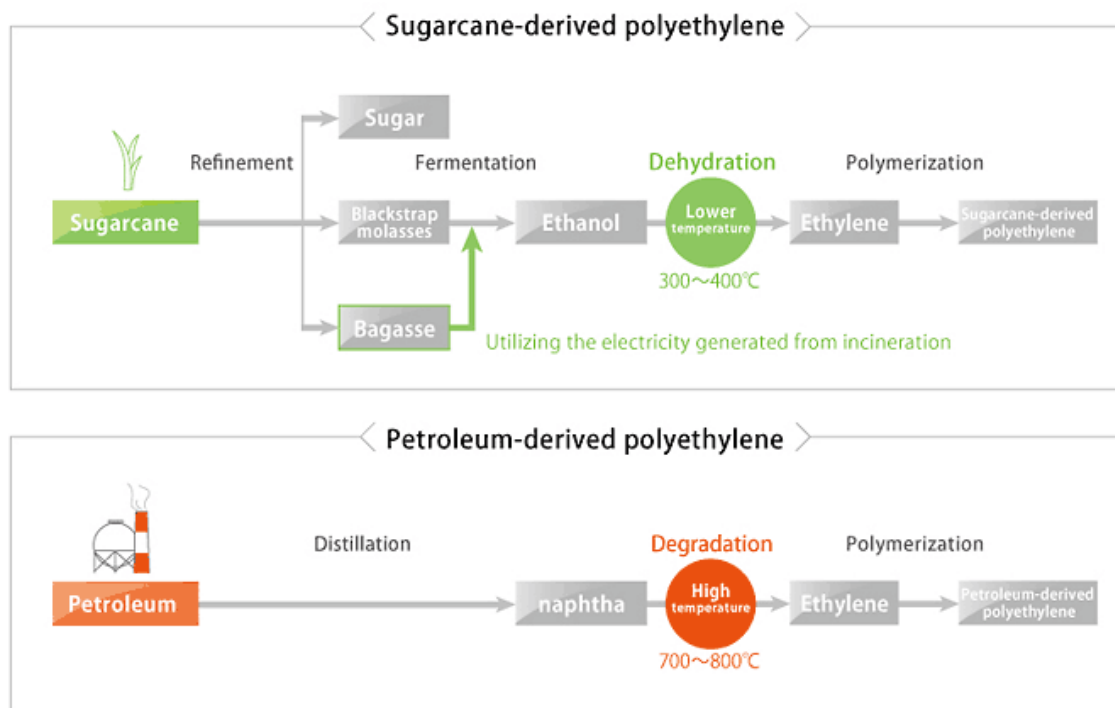 Sugarcane-derived polyethylene
Sugar
Refinement
Fermentation
Dehydration
Polymerization
Sugarcane
Blackstrap
molasses
Ethanol
Lower
temperature
Ethylene
Sugarcane-derived
polyethylene
300～400℃
Bagasse
Utilizing the electricity generated from incineration
Petroleum-derived polyethylene
Distillation
Degradation
Polymerization
Petroleum
naphtha
High
temperature
Ethylene
Petroleum-derived
polyethylene
700～800℃